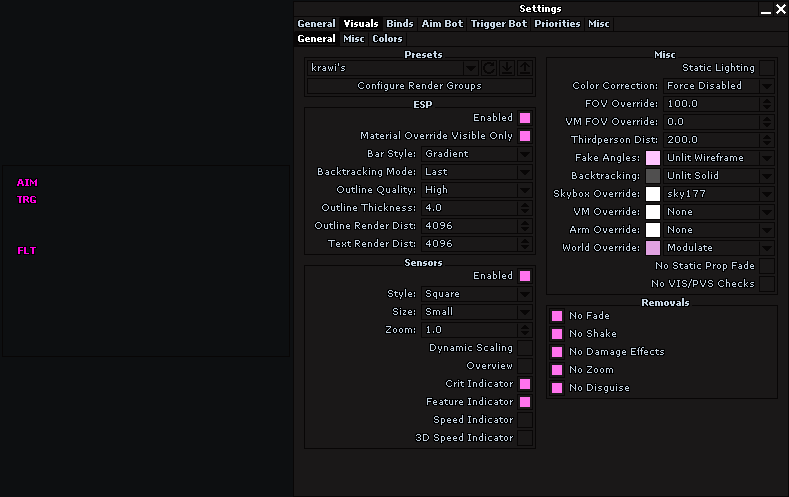 Settings
General Visuals Binds Aim Bot Trigger Bot Priorities Misc
General Misc Colors
AIM
TRG
FLT
Presets
krawi's
Configure Render Groups
ESP
Enabled
Material Override Visible Only
Bar Style: Gradient
Backtracking Mode: Last
Outline Quality: High
Outline Thickness: 4.0
Outline Render Dist: 4096
Text Render Dist: 4096
Sensors
Enabled
Style: Square
Size: Small
Zoom: 1.0
Dynamic Scaling
Overview
Crit Indicator
Feature Indicator
Speed Indicator
3D Speed Indicator
Misc
Static Lighting
Color Correction: Force Disabled
FOV Override: 100.0
VM FOV Override: 0.0
Thirdperson Dist: 200.0
Fake Angles: Unlit Wireframe
Backtracking: Unlit Solid
Skybox Override: sky177
VM Override: None
Arm Override: None
World Override: Modulate
No Static Prop Fade
No VIS/PVS Checks
Removals
No Fade
No Shake
No Damage Effects
No Zoom
No Disguise